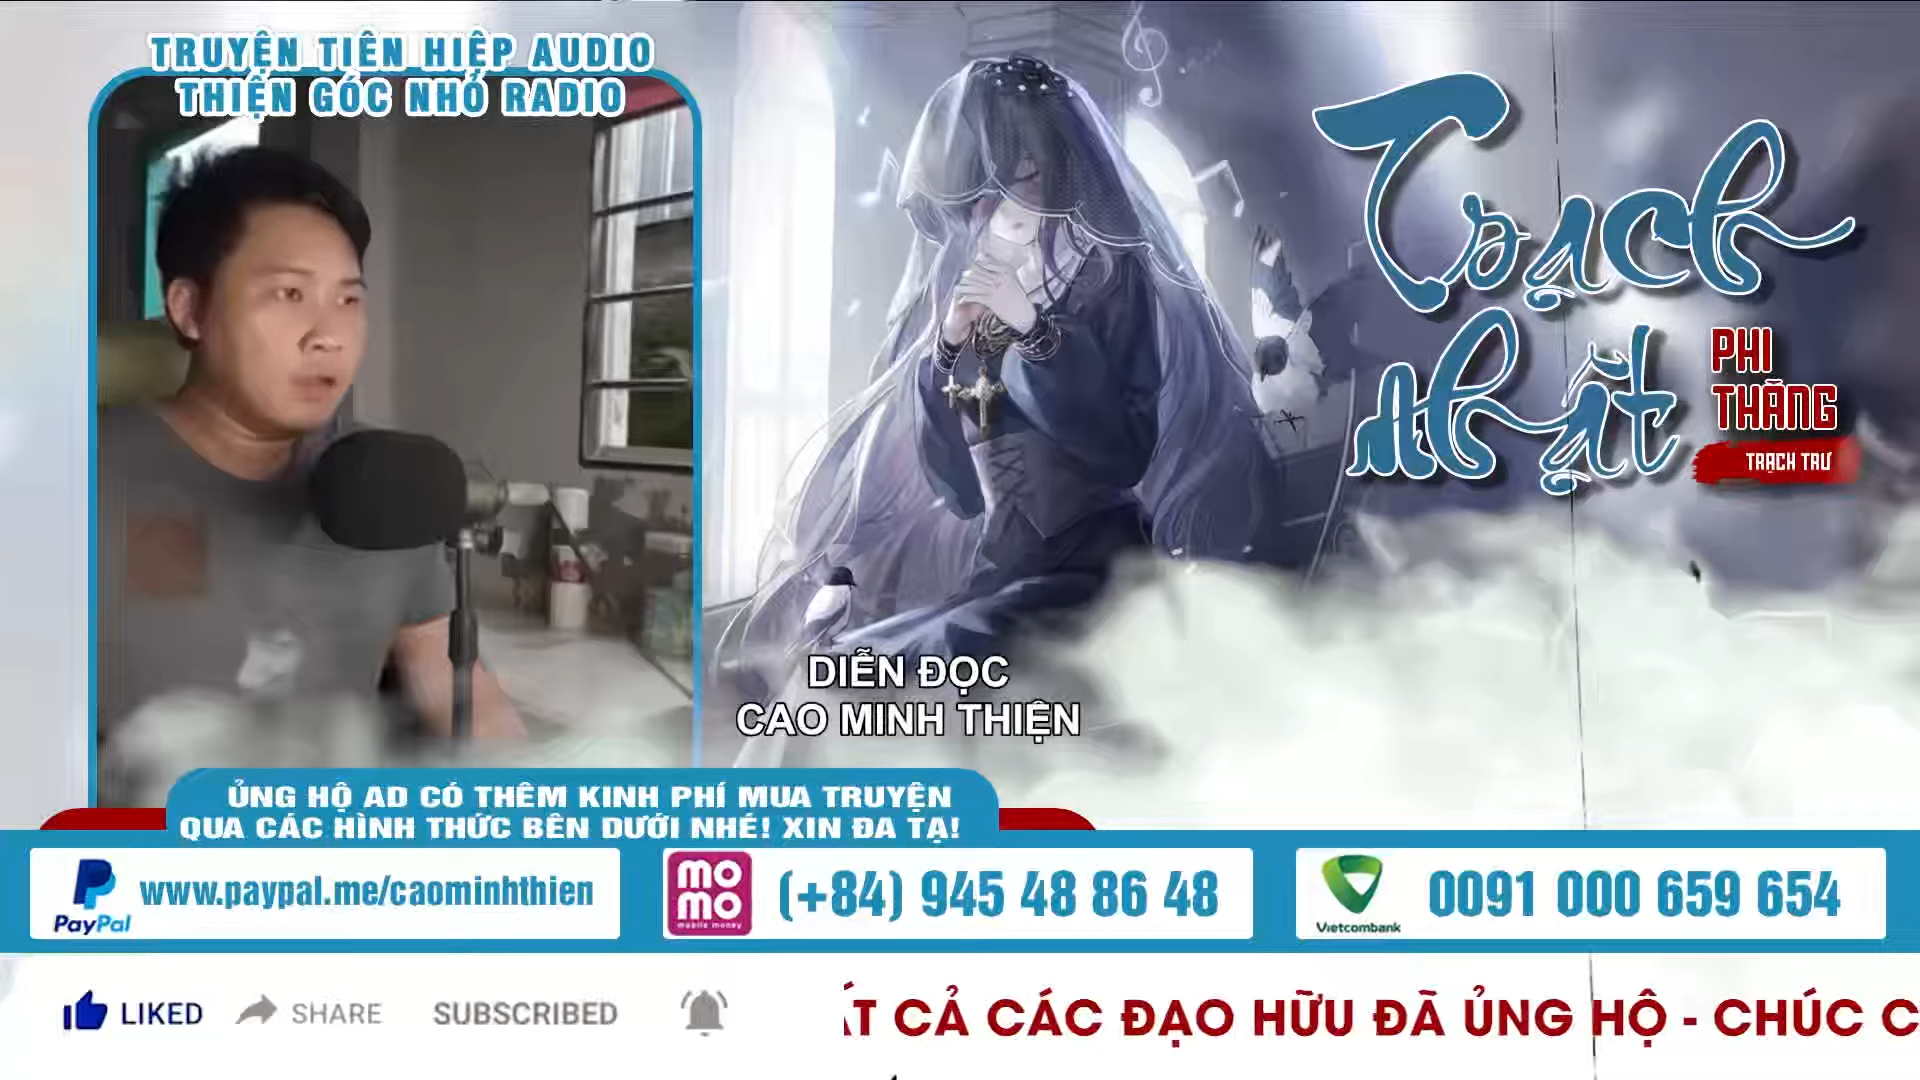 TRUYỆN TIÊN HIỆP AUDIO
THIỆN GÓC NHỎ RADIO
Trạch
Nhật
PHI
THĂNG
TRẠCH TRƯ
DIỄN ĐỌC
CAO MINH THIỆN
ỦNG HỘ AD CÓ THÊM KINH PHÍ MUA TRUYỆN
QUA CÁC HÌNH THỨC BÊN DƯỚI NHÉ! XIN ĐA TẠ!
PayPal
www.paypal.me/caominhthien
mo
mo
mobile money
(+84) 945 48 86 48
Vietcombank
0091 000 659 654
LIKED
SHARE
SUBSCRIBED
ẤT CẢ CÁC ĐẠO HỮU ĐÃ ỦNG HỘ - CHÚC C